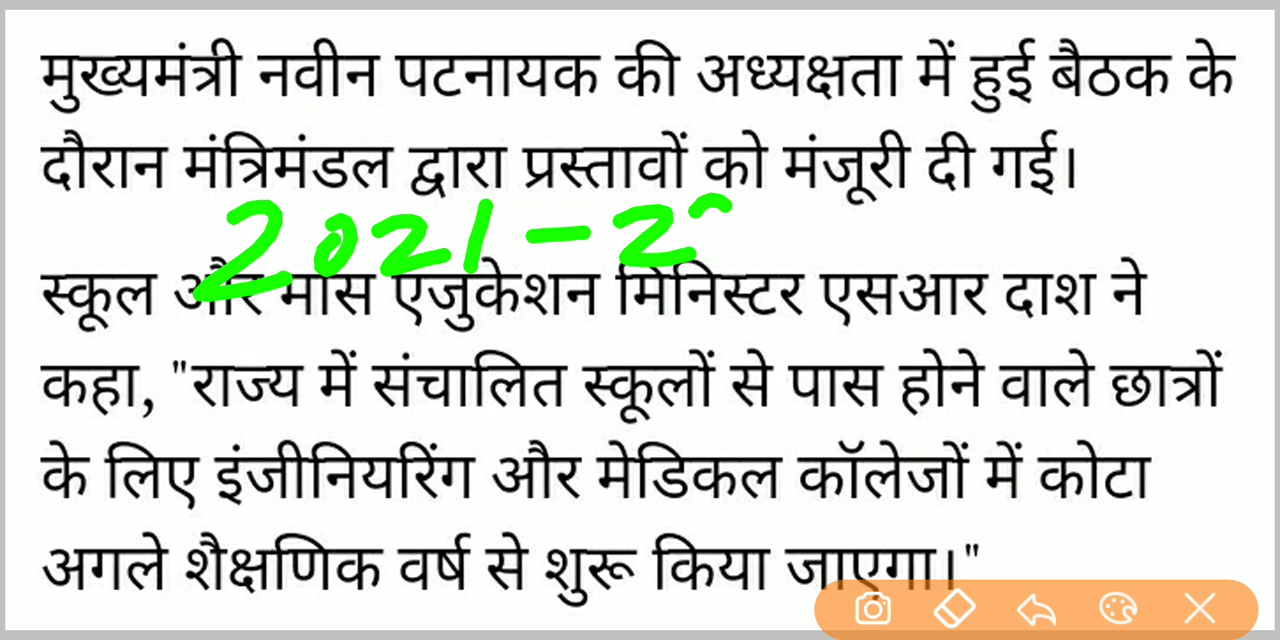 मुख्यमंत्री नवीन पटनायक की अध्यक्षता में हुई बैठक के
दौरान मंत्रिमंडल द्वारा प्रस्तावों को मंजूरी दी गई।
2021-2
स्कूल और मास एजुकेशन मिनिस्टर एसआर दाश ने
कहा, "राज्य में संचालित स्कूलों से पास होने वाले छात्रों
के लिए इंजीनियरिंग और मेडिकल कॉलेजों में कोटा
अगले शैक्षणिक वर्ष से शुरू किया जाएगा।"